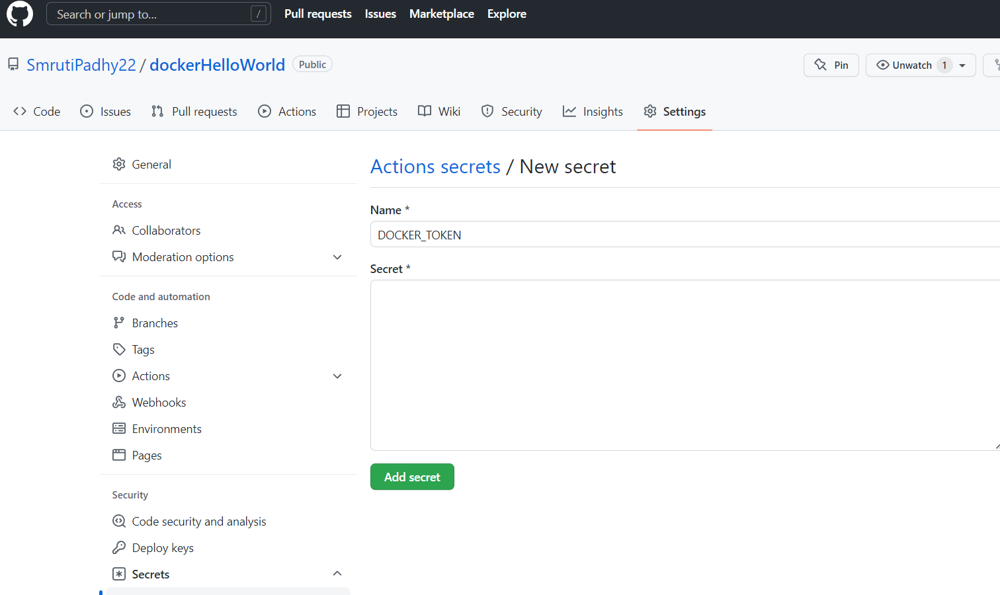 Search or jump to... /
Pull requests Issues Marketplace Explore
SmrutiPadhy22 / dockerHelloWorld Public
Pin
Unwatch 1
Code Issues Pull requests Actions Projects Wiki Security Insights Settings
General
Access
Collaborators
Moderation options
Code and automation
Branches
Tags
Actions
Webhooks
Environments
Pages
Security
Code security and analysis
Deploy keys
Secrets
Actions secrets / New secret
Name *
DOCKER_TOKEN
Secret *
Add secret